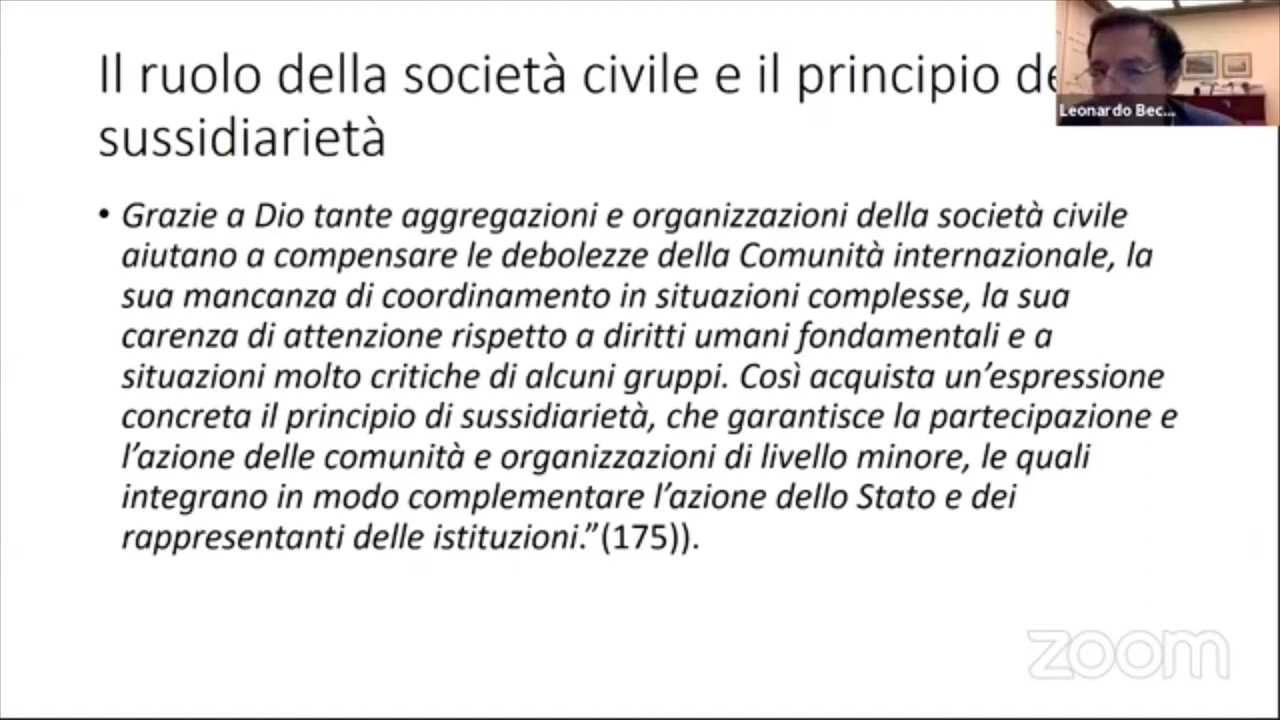 Il ruolo della società civile e il principio
sussidiarietà
Leonardo Bec...
• Grazie a Dio tante aggregazioni e organizzazioni della società civile
aiutano a compensare le debolezze della Comunità internazionale, la
sua mancanza di coordinamento in situazioni complesse, la sua
carenza di attenzione rispetto a diritti umani fondamentali e a
situazioni molto critiche di alcuni gruppi. Così acquista un’espressione
concreta il principio di sussidiarietà, che garantisce la partecipazione e
l’azione delle comunità e organizzazioni di livello minore, le quali
integrano in modo complementare l’azione dello Stato e dei
rappresentanti delle istituzioni.”(175)).
zoom